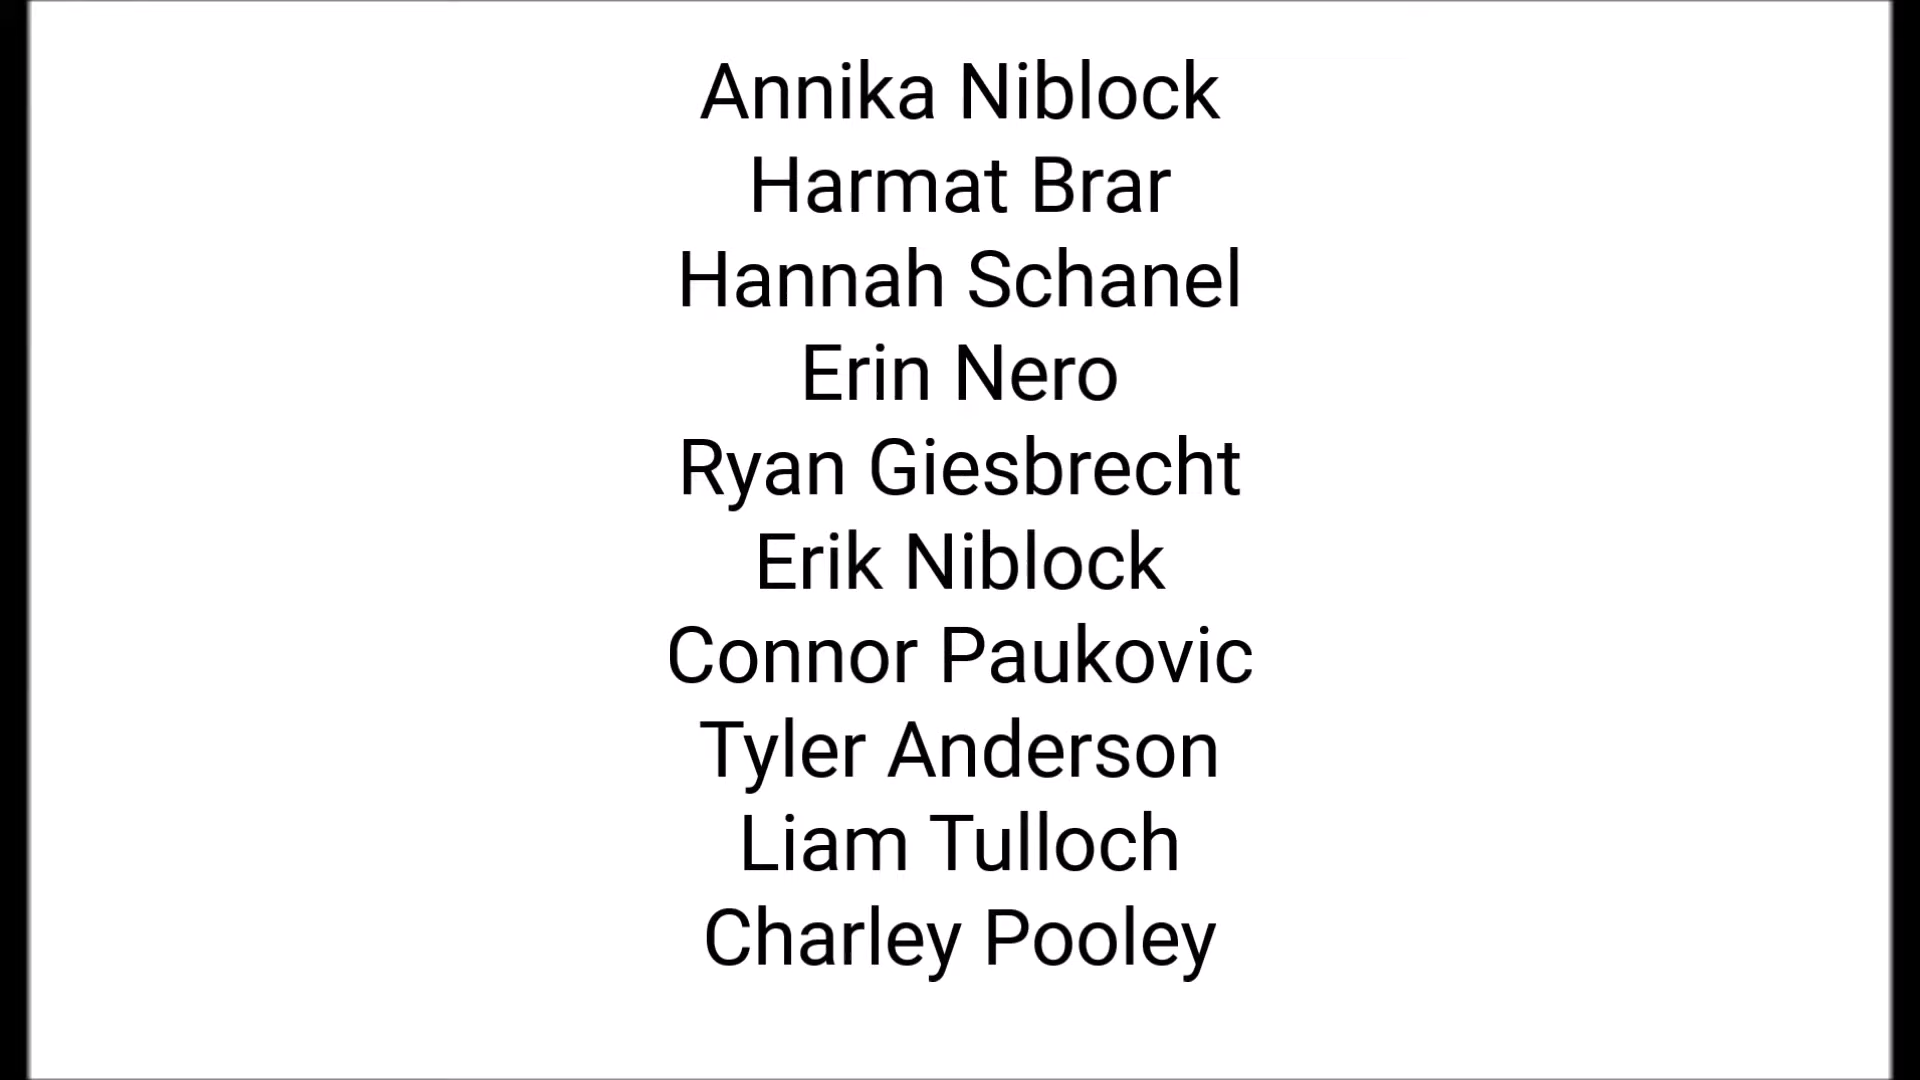 Annika Niblock
Harmat Brar
Hannah Schanel
Erin Nero
Ryan Giesbrecht
Erik Niblock
Connor Paukovic
Tyler Anderson
Liam Tulloch
Charley Pooley